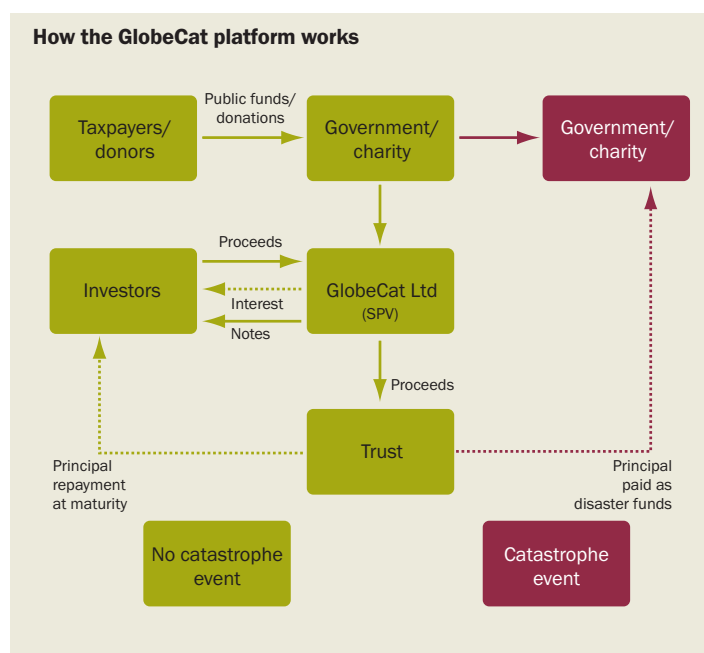 How the GlobeCat platform works
Public funds/
donations
Taxpayers/
donors
Government/
charity
Government/
charity
Proceeds
Investors
GlobeCat Ltd
(SPV)
Interest
Notes
Proceeds
Trust
Principal
repayment
at maturity
Principal
paid as
disaster funds
No catastrophe
event
Catastrophe
event